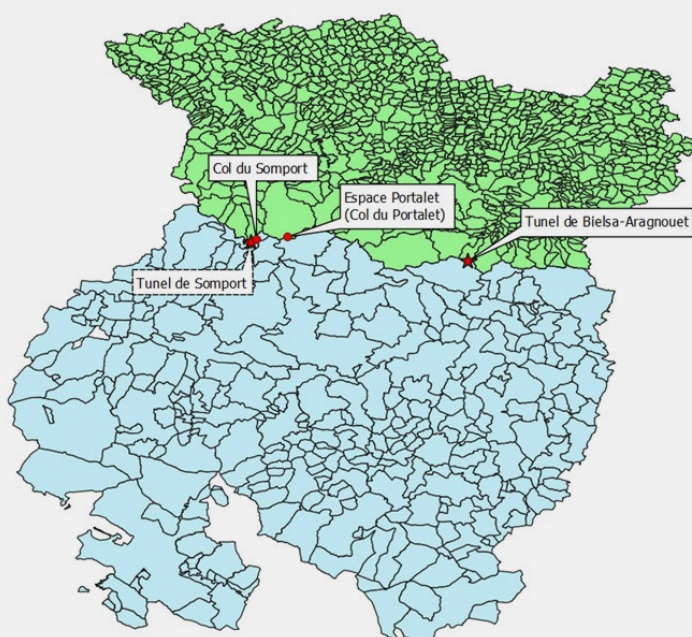 Col du Somport
Espace Portalet
(Col du Portalet)
Tunel de Bielsa-Aragnouet
Tunel de Somport